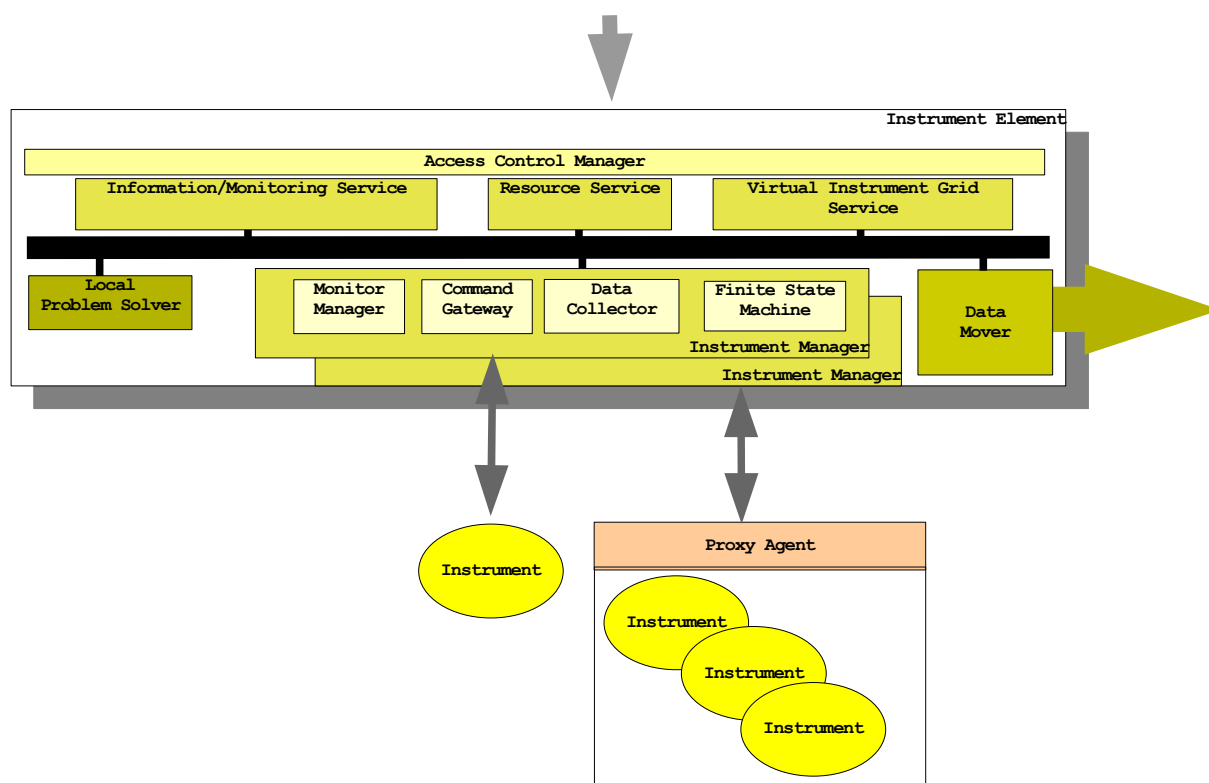 Instrument Element
Access Control Manager
Information/Monitoring Service
Resource Service
Virtual Instrument Grid
Service
Local
Problem Solver
Monitor
Manager
Command
Gateway
Data
Collector
Finite State
Machine
Instrument Manager
Instrument Manager
Data
Mover
Instrument
Proxy Agent
Instrument
Instrument
Instrument